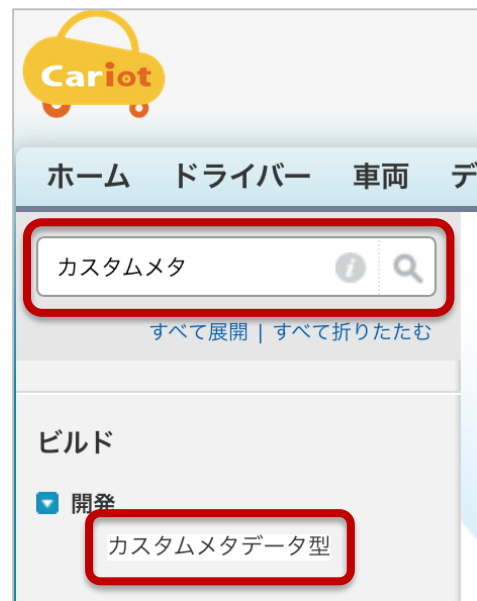 Cariot
ホーム ドライバー 車両 デ
カスタムメタ
すべて展開 | すべて折りたたむ
ビルド
開発
カスタムメタデータ型